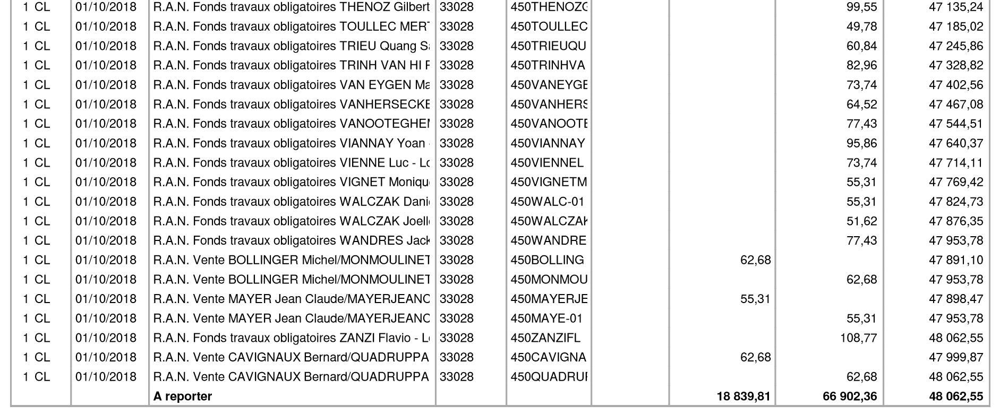 1 CL 01/10/2018 R.A.N. Fonds travaux obligatoires THENOZ Gilbert 33028 450THENOZG 99,55 47 135,24
1 CL 01/10/2018 R.A.N. Fonds travaux obligatoires TOULLEC MER 33028 450TOULLEC 49,78 47 185,02
1 CL 01/10/2018 R.A.N. Fonds travaux obligatoires TRIEU Quang S 33028 450TRIEUQU 60,84 47 245,86
1 CL 01/10/2018 R.A.N. Fonds travaux obligatoires TRINH VAN HI 33028 450TRINHVA 82,96 47 328,82
1 CL 01/10/2018 R.A.N. Fonds travaux obligatoires VAN EYGEN Ma 33028 450VANEYGE 73,74 47 402,56
1 CL 01/10/2018 R.A.N. Fonds travaux obligatoires VANHERSECKE 33028 450VANHERS 64,52 47 467,08
1 CL 01/10/2018 R.A.N. Fonds travaux obligatoires VANOOTEGHEM 33028 450VANOOTE 77,43 47 544,51
1 CL 01/10/2018 R.A.N. Fonds travaux obligatoires VIANNAY Yoan - 33028 450VIANNAY 95,86 47 640,37
1 CL 01/10/2018 R.A.N. Fonds travaux obligatoires VIENNE Luc - Lo 33028 450VIENNEL 73,74 47 714,11
1 CL 01/10/2018 R.A.N. Fonds travaux obligatoires VIGNET Moniqu 33028 450VIGNETM 55,31 47 769,42
1 CL 01/10/2018 R.A.N. Fonds travaux obligatoires WALCZAK Dani 33028 450WALC-01 55,31 47 824,73
1 CL 01/10/2018 R.A.N. Fonds travaux obligatoires WALCZAK Joell 33028 450WALCZAK 51,62 47 876,35
1 CL 01/10/2018 R.A.N. Fonds travaux obligatoires WANDRES Jack 33028 450WANDRE 77,43 47 953,78
1 CL 01/10/2018 R.A.N. Vente BOLLINGER Michel/MONMOULINET 33028 450BOLLING 62,68 47 891,10
1 CL 01/10/2018 R.A.N. Vente BOLLINGER Michel/MONMOULINET 33028 450MONMOU 62,68 47 953,78
1 CL 01/10/2018 R.A.N. Vente MAYER Jean Claude/MAYERJEANC 33028 450MAYERJE 55,31 47 898,47
1 CL 01/10/2018 R.A.N. Vente MAYER Jean Claude/MAYERJEANC 33028 450MAYE-01 55,31 47 953,78
1 CL 01/10/2018 R.A.N. Fonds travaux obligatoires ZANZI Flavio - L 33028 450ZANZIFL 108,77 48 062,55
1 CL 01/10/2018 R.A.N. Vente CAVIGNAUX Bernard/QUADRUPPA 33028 450CAVIGNA 62,68 47 999,87
1 CL 01/10/2018 R.A.N. Vente CAVIGNAUX Bernard/QUADRUPPA 33028 450QUADRUP 62,68 48 062,55
A reporter 18 839,81 66 902,36 48 062,55